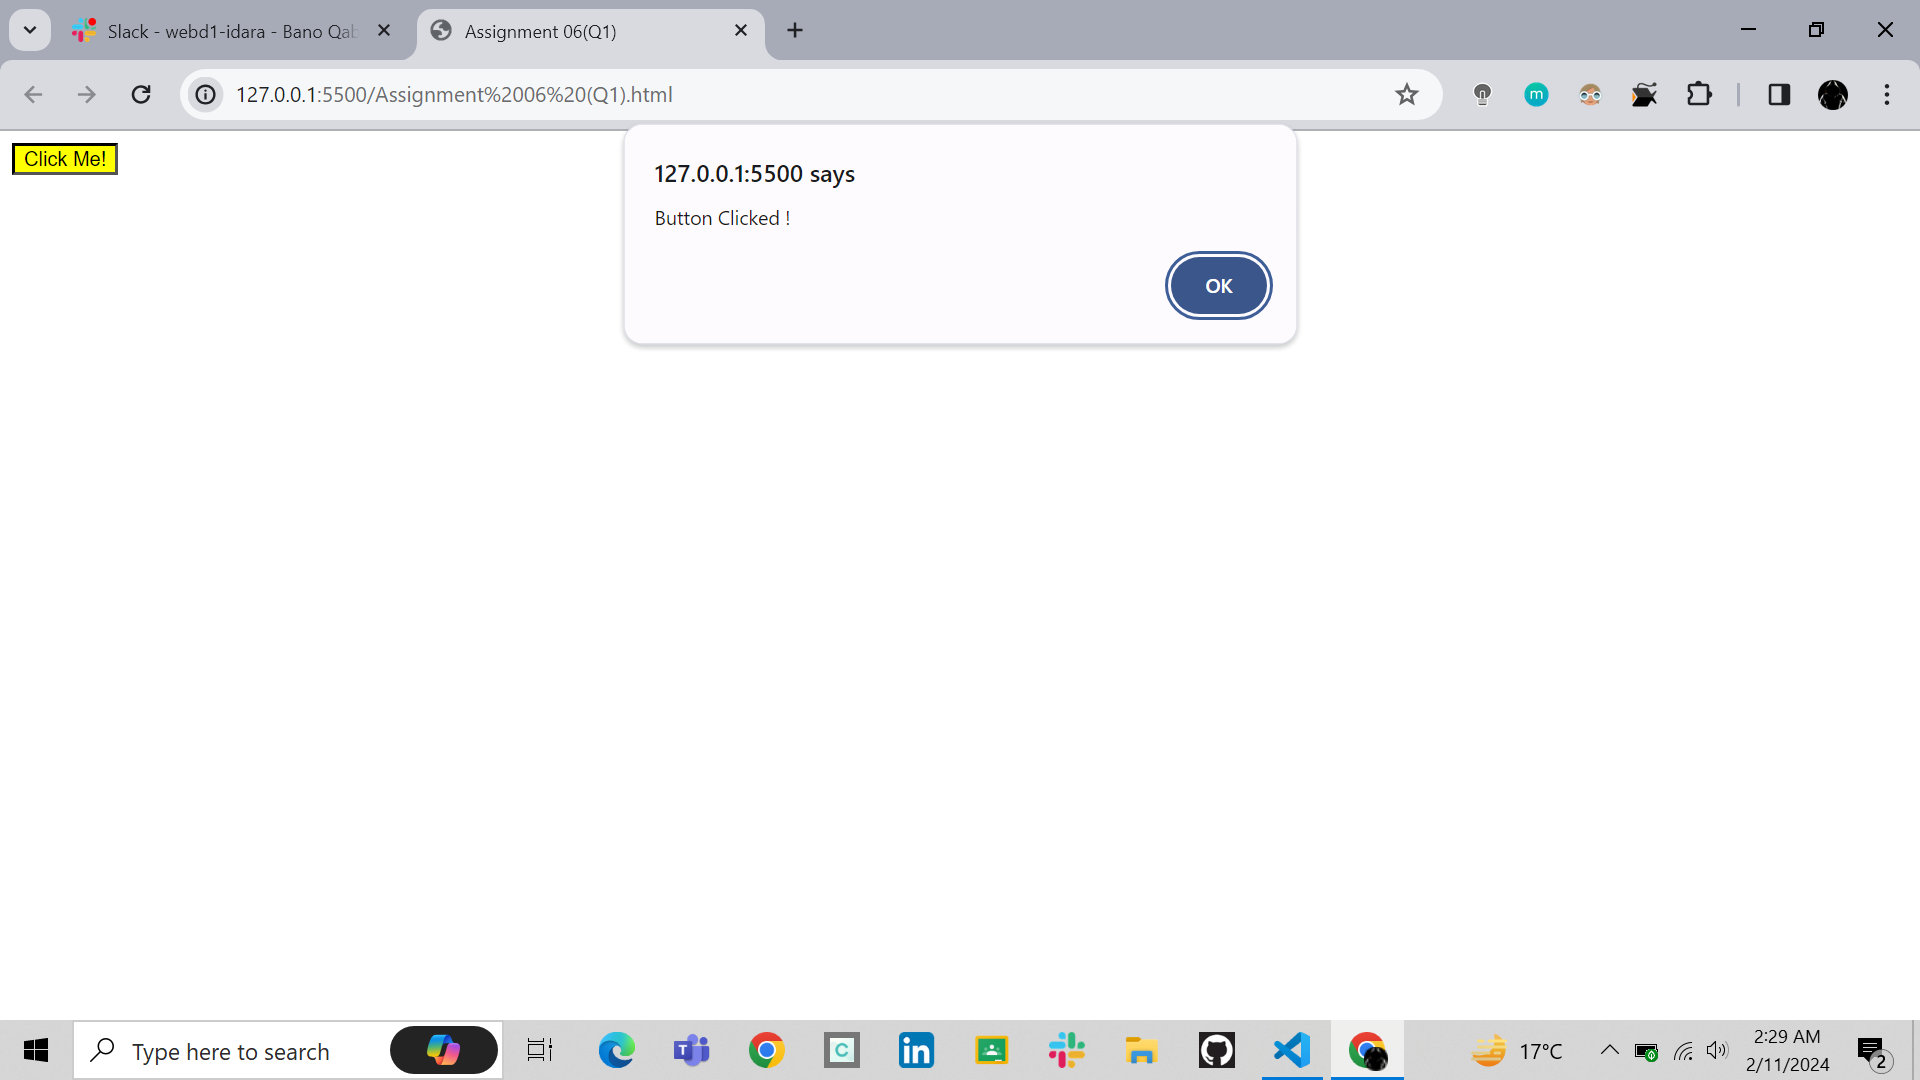 Slack - webd1-idara - Bano Qab
Assignment 06(Q1)
127.0.0.1:5500/Assignment%2006%20(Q1).html
m
Click Me!
127.0.0.1:5500 says
Button Clicked !
OK
Type here to search
T
C
in
17°C
2:29 AM
2/11/2024
2